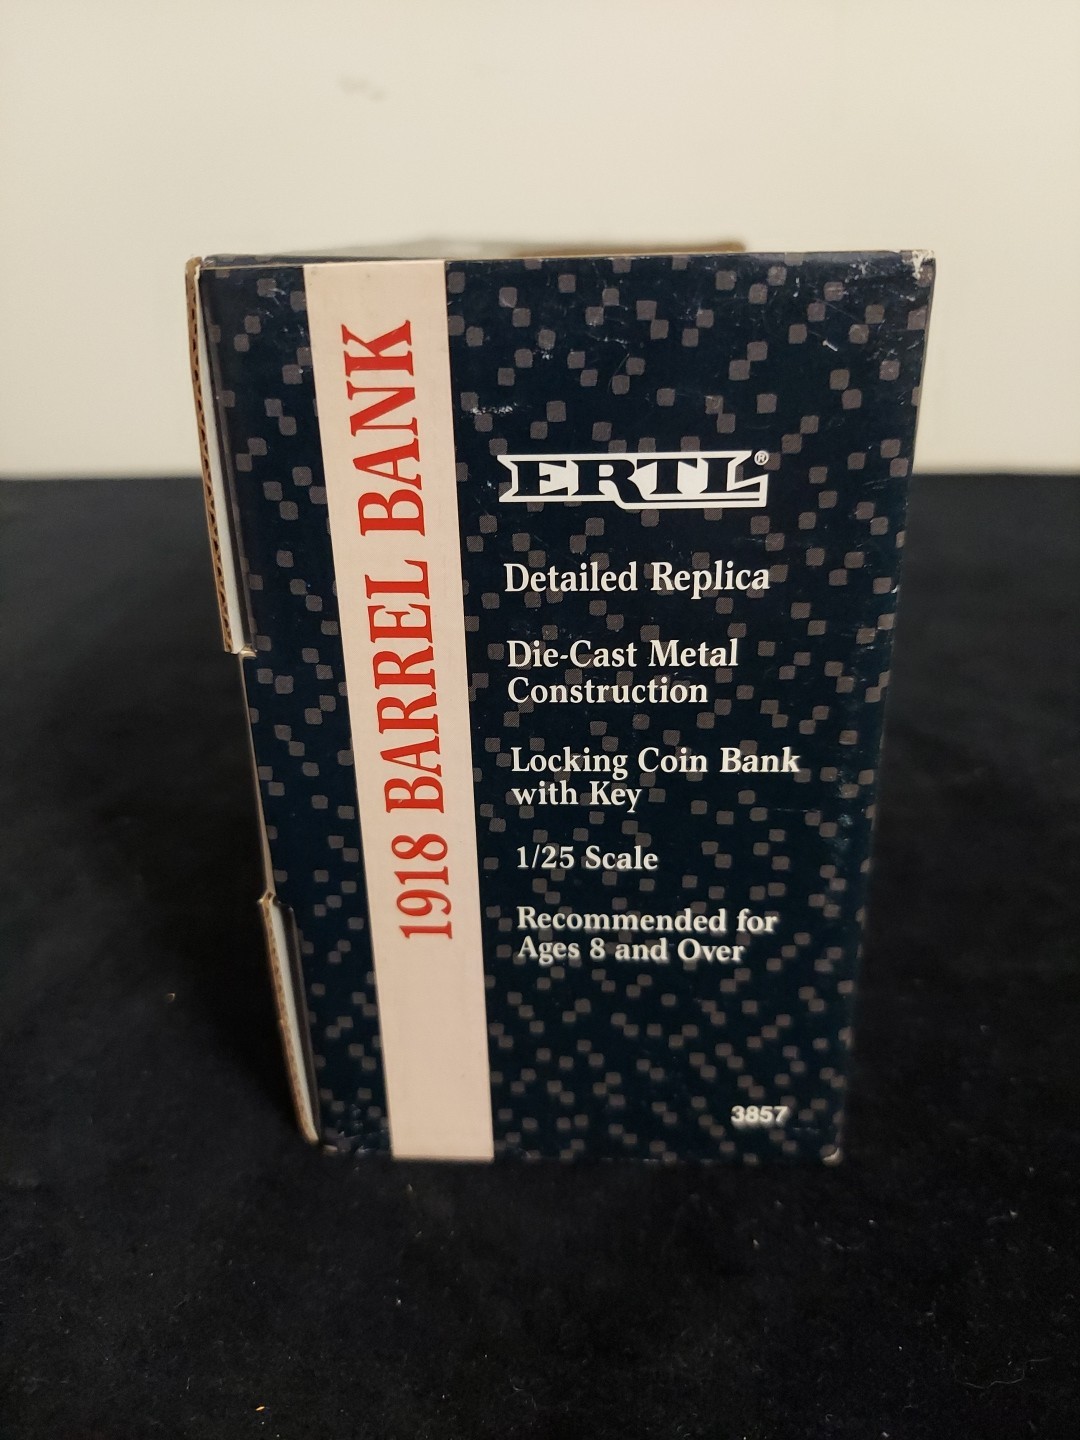 1918 BARREL BANK
ERTL®
Detailed Replica
Die-Cast Metal
Construction
Locking Coin Bank
with Key
1/25 Scale
Recommended for
Ages 8 and Over
3857